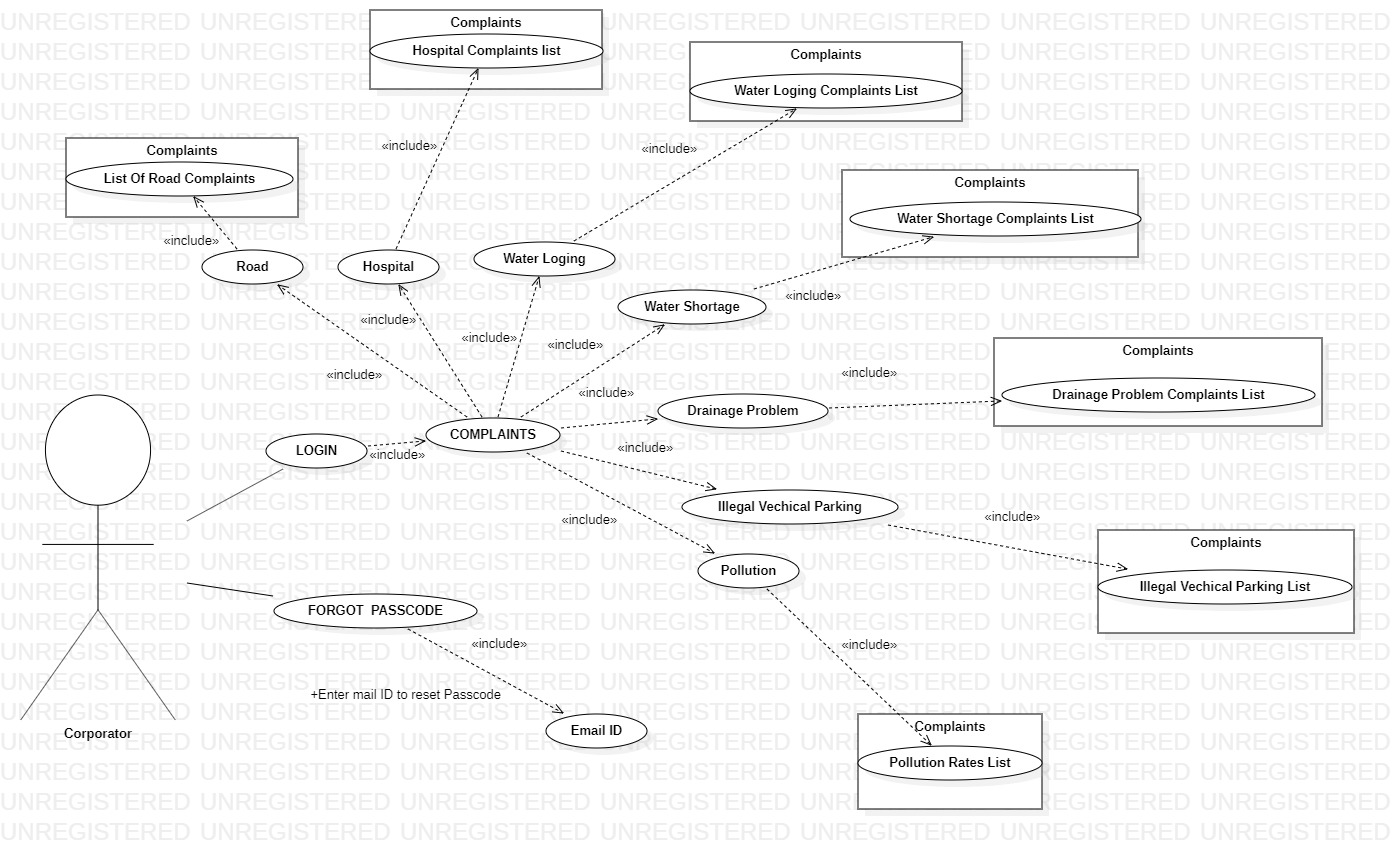 Complaints
Hospital Complaints list
Complaints
Water Loging Complaints List
«include»
«include»
Complaints
List Of Road Complaints
Complaints
Water Shortage Complaints List
«include»
Road
Hospital
Water Loging
Water Shortage
«include»
«include»
«include»
«include»
Complaints
«include»
«include»
Drainage Problem Complaints List
«include»
Drainage Problem
COMPLAINTS
LOGIN
«include»
«include»
Illegal Vechical Parking
«include»
«include»
Complaints
Illegal Vechical Parking List
Pollution
FORGOT  PASSCODE
«include»
«include»
+Enter mail ID to reset Passcode
Corporator
Email ID
Complaints
Pollution Rates List
UNREGISTERED